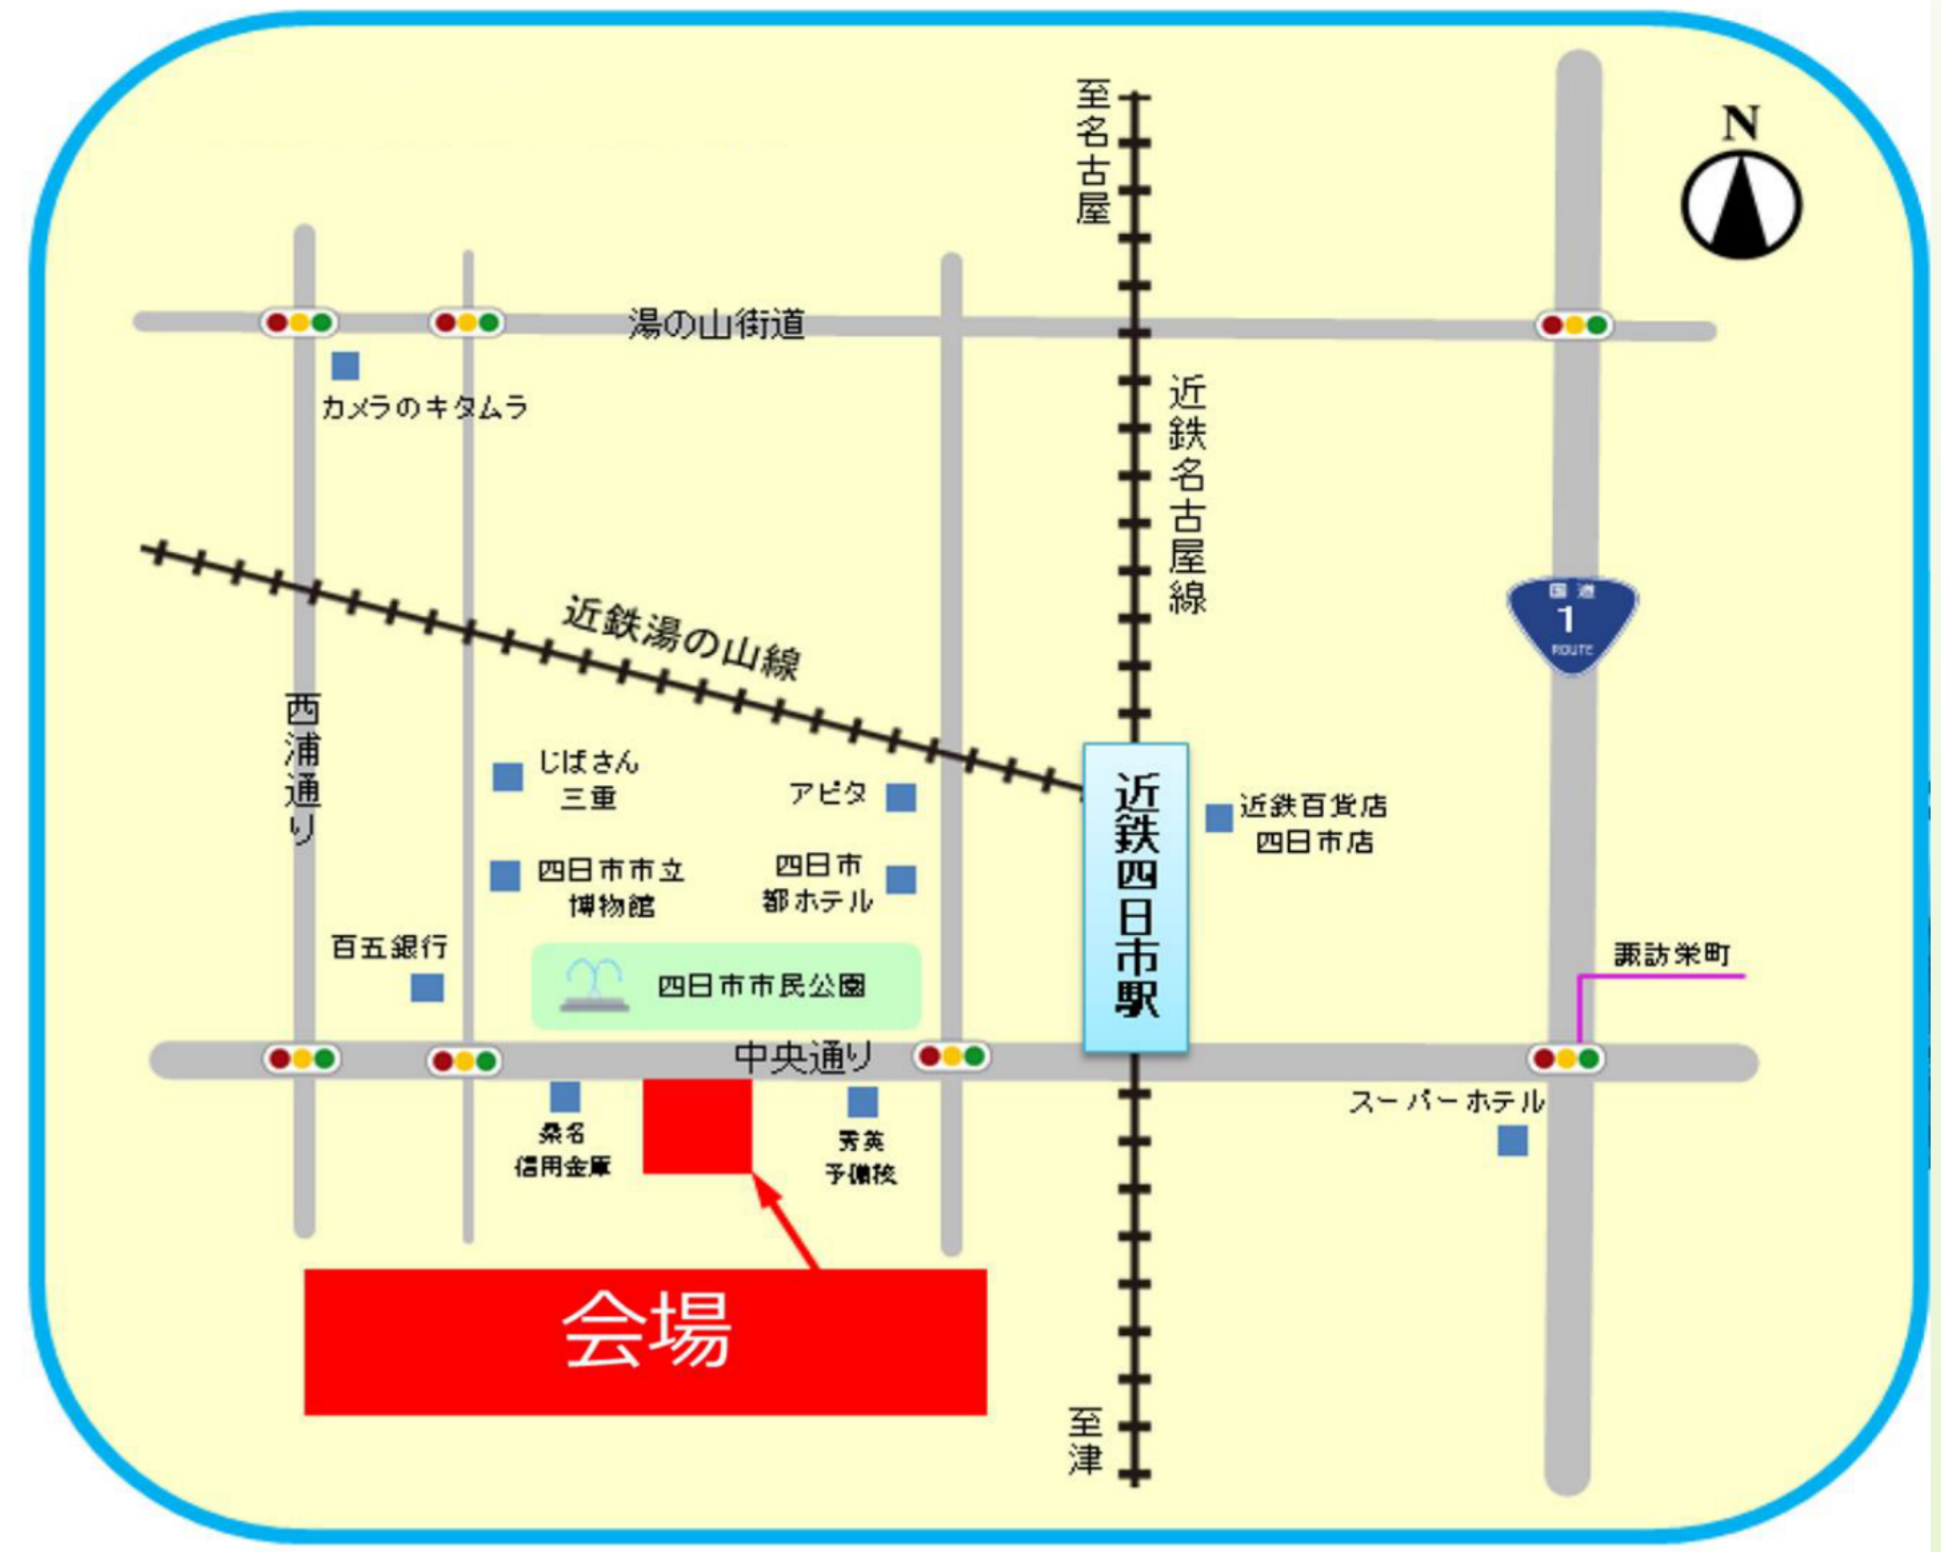 至名古屋
N
湯の山街道
カメラのキタムラ
近鉄名古屋線
国道
1
ROUTE
近鉄湯の山線
西浦通り
じばさん
三重
アピタ
近鉄四日市駅
近鉄百貨店
四日市店
四日市市立
博物館
四日市
都ホテル
百五銀行
四日市市民公園
諏訪栄町
中央通り
スーパーホテル
桑名
信用金庫
秀英
予備校
会場
至津